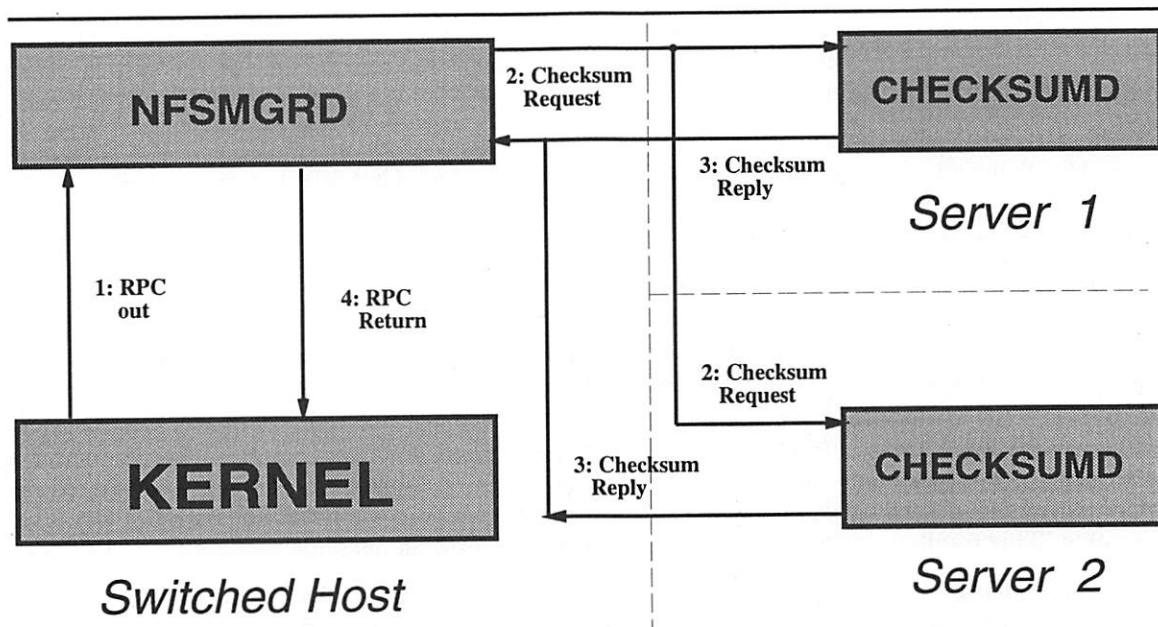 NFSMGRD
2: Checksum
Request
CHECKSUMD
3: Checksum
Reply
Server 1
1: RPC
out
4: RPC
Return
2: Checksum
Request
KERNEL
3: Checksum
Reply
CHECKSUMD
Switched Host
Server 2